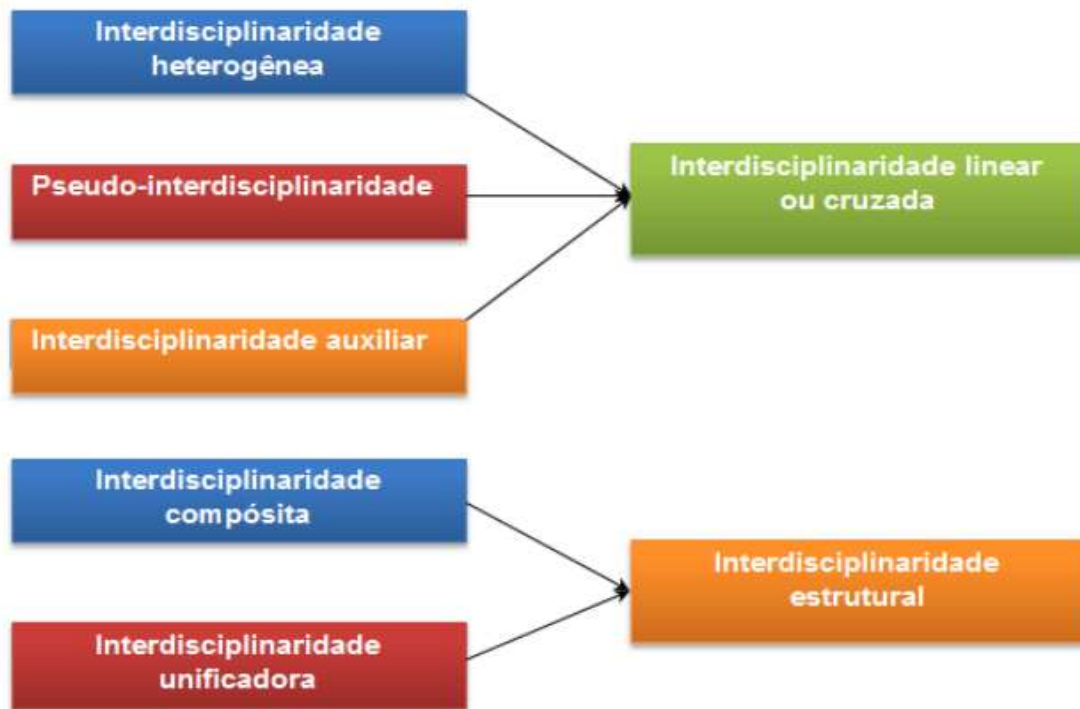 Interdisciplinaridade
heterogênea
Pseudo-interdisciplinaridade
Interdisciplinaridade auxiliar
Interdisciplinaridade linear
ou cruzada
Interdisciplinaridade
compósita
Interdisciplinaridade
unificadora
Interdisciplinaridade
estrutural